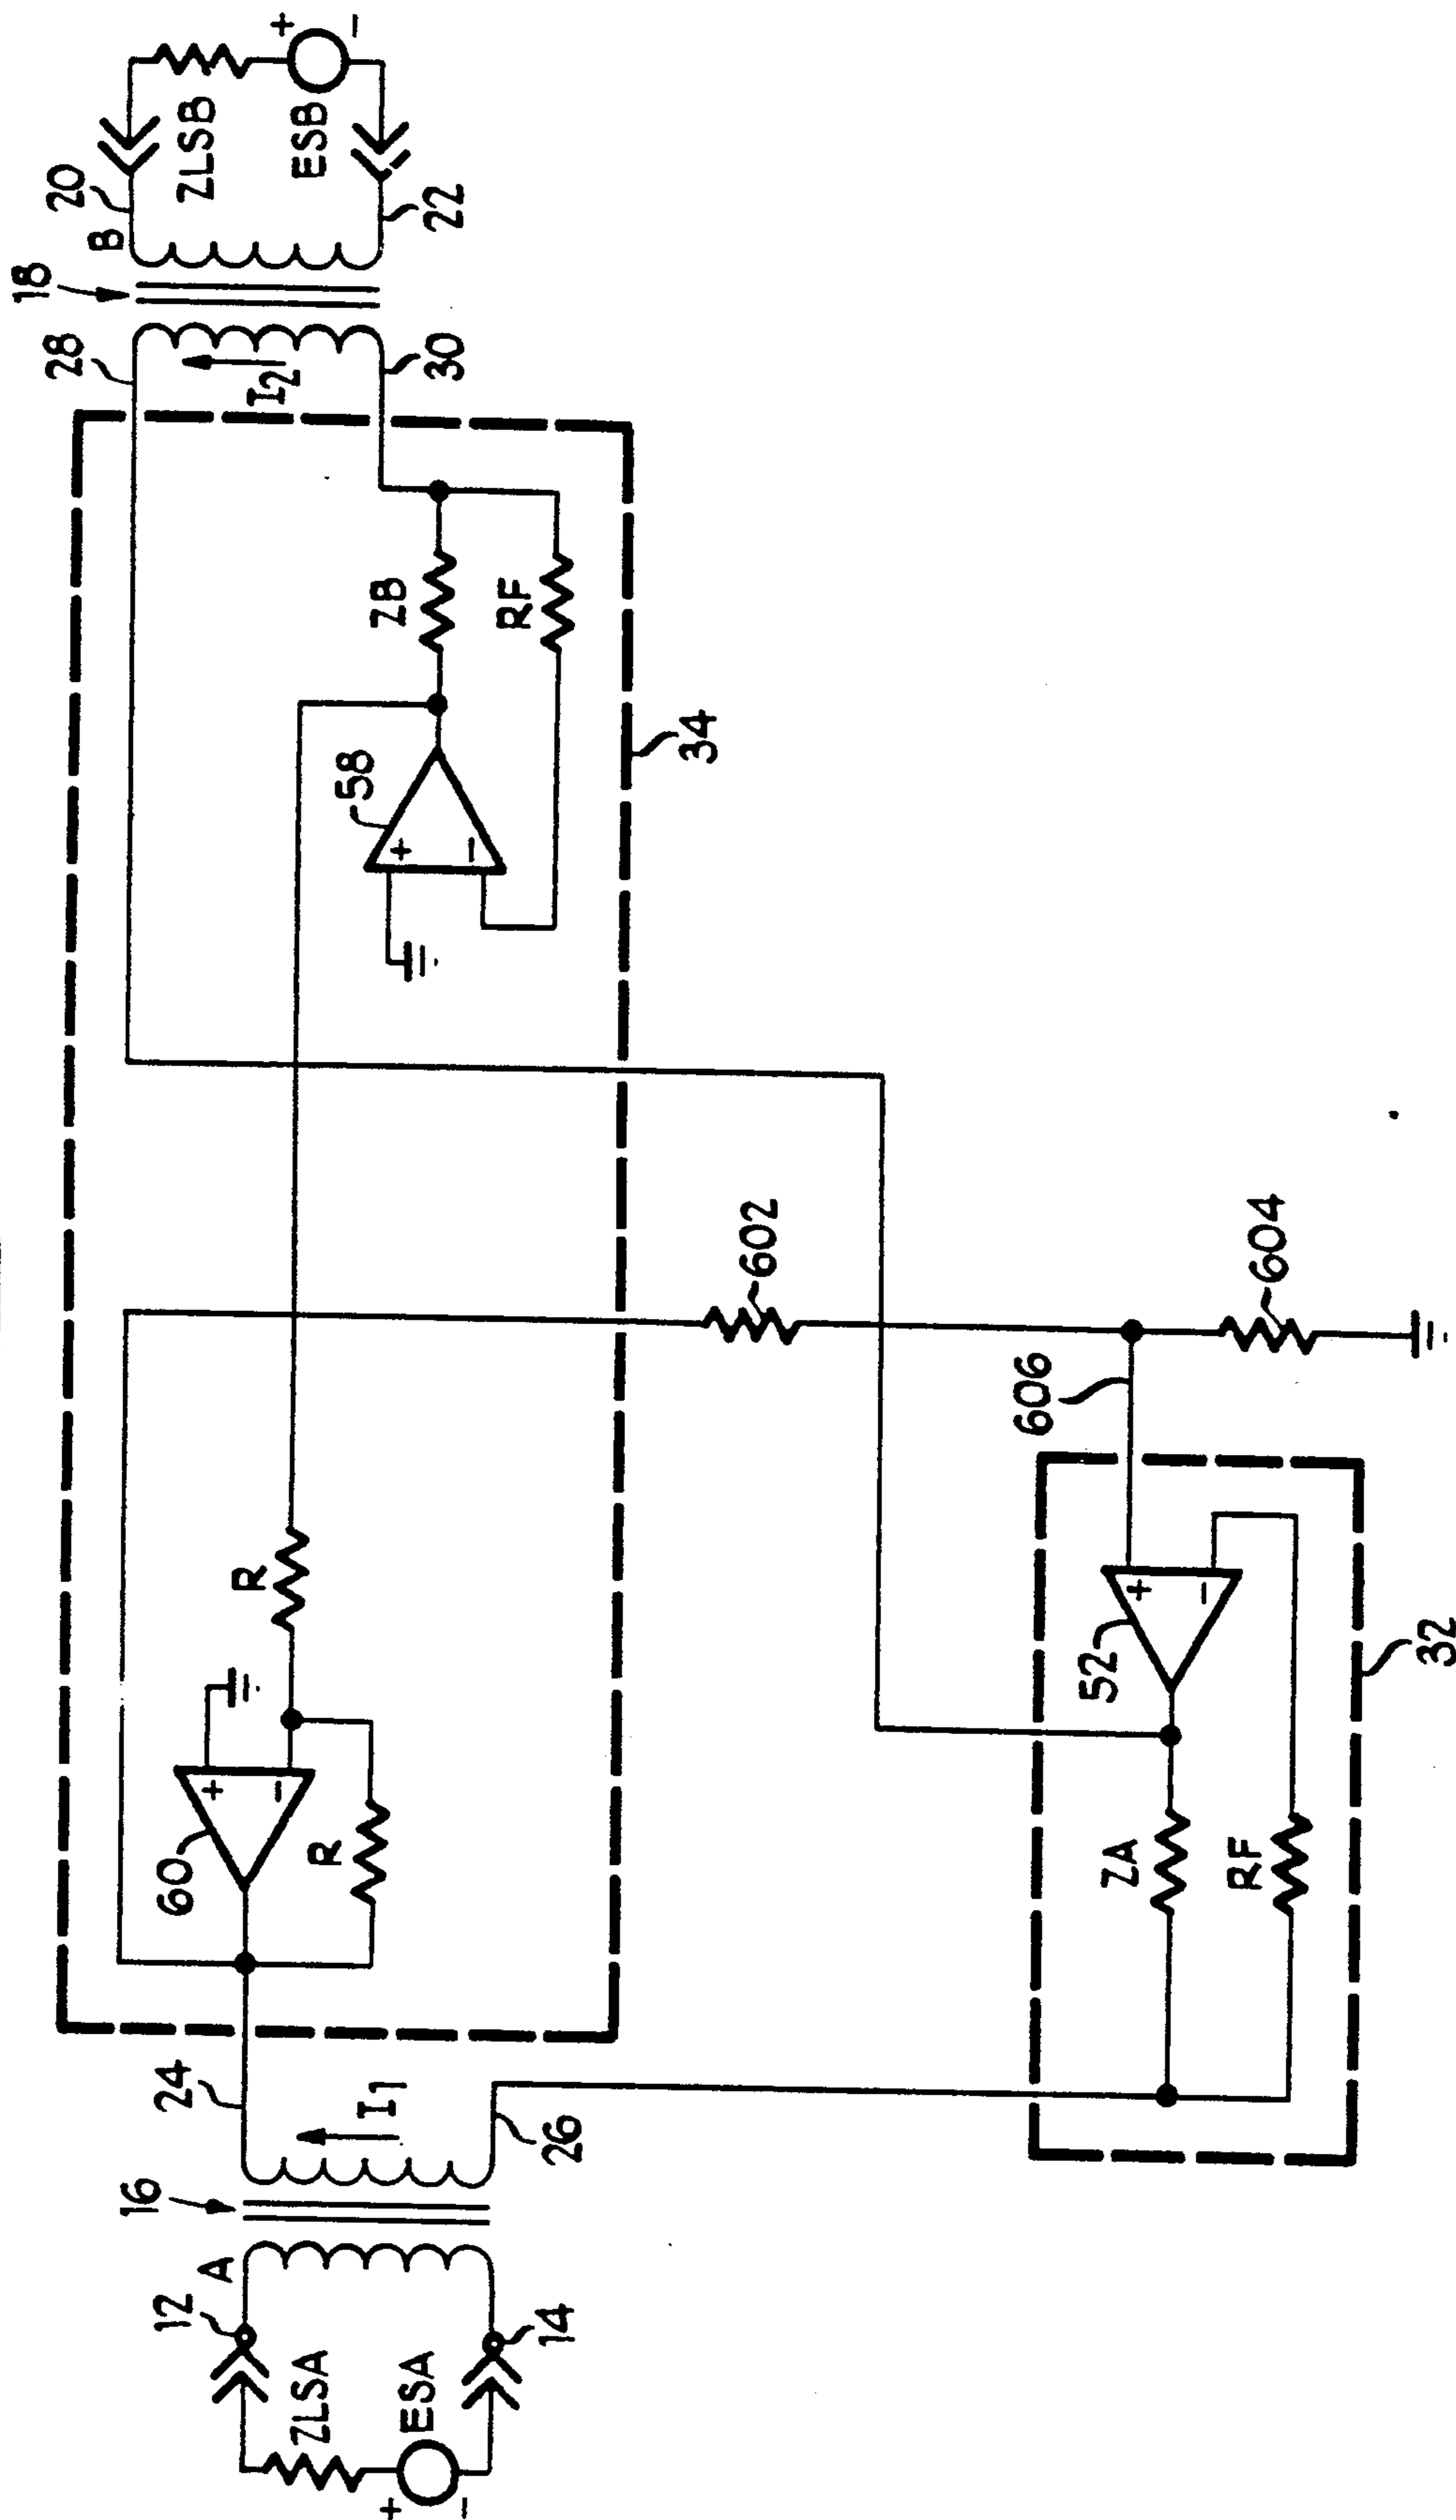 12
A
16
24
ZLSA
ESA
+
-
14
26
I1
60
+
-
R
R
58
+
-
ZB
RF
34
28
18
B
20
I2
30
22
ZLSB
ESB
+
-
602
606
604
52
+
-
ZA
RF
32